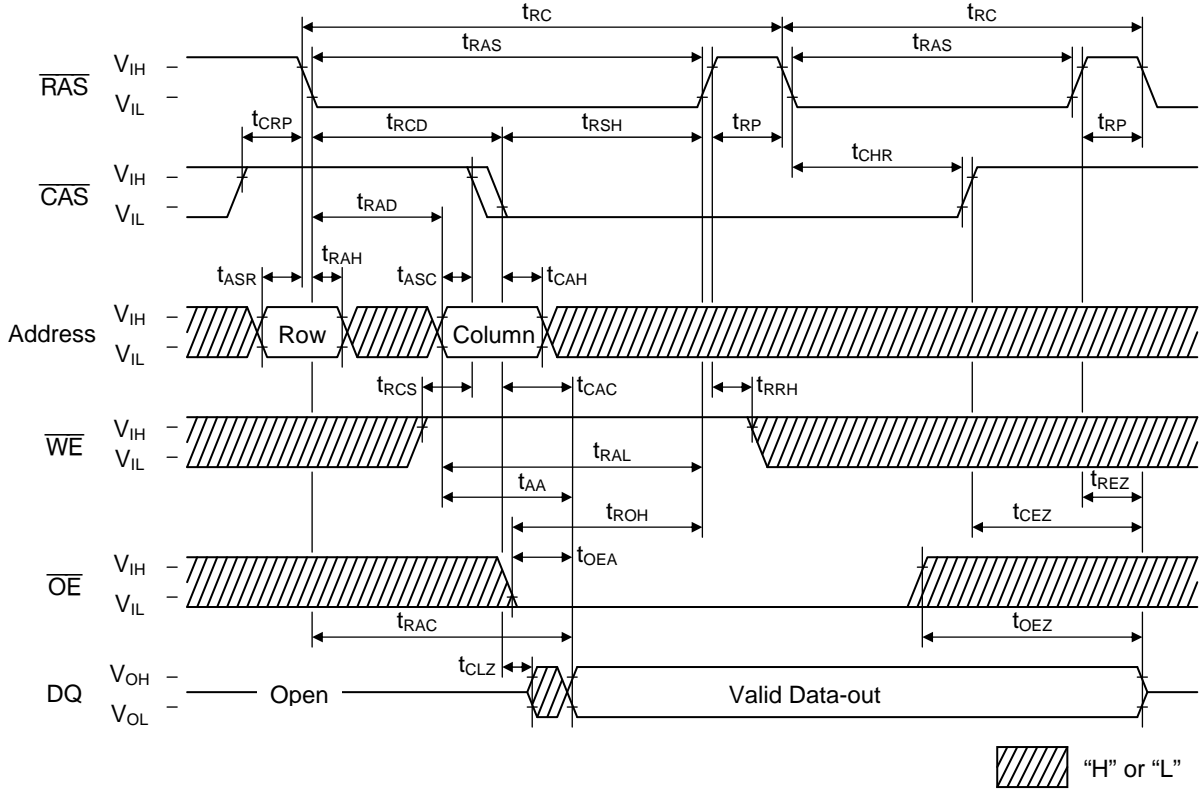 tRC tRC
tRAS tRAS
RAS VIH
VIL
tCRP tRCD tRSH tRP tRP
tCHR
CAS VIH
VIL
tRAD
tRAH
tASR tASC tCAH
Address VIH
VIL
Row Column
tRCS tCAC tRRH
WE VIH
VIL
tRAL
tREZ
tAA
tCEZ
tROH
tOEA
OE VIH
VIL
tRAC tOEZ
tCLZ
DQ VOH
VOL
Open Valid Data-out
“H” or “L”